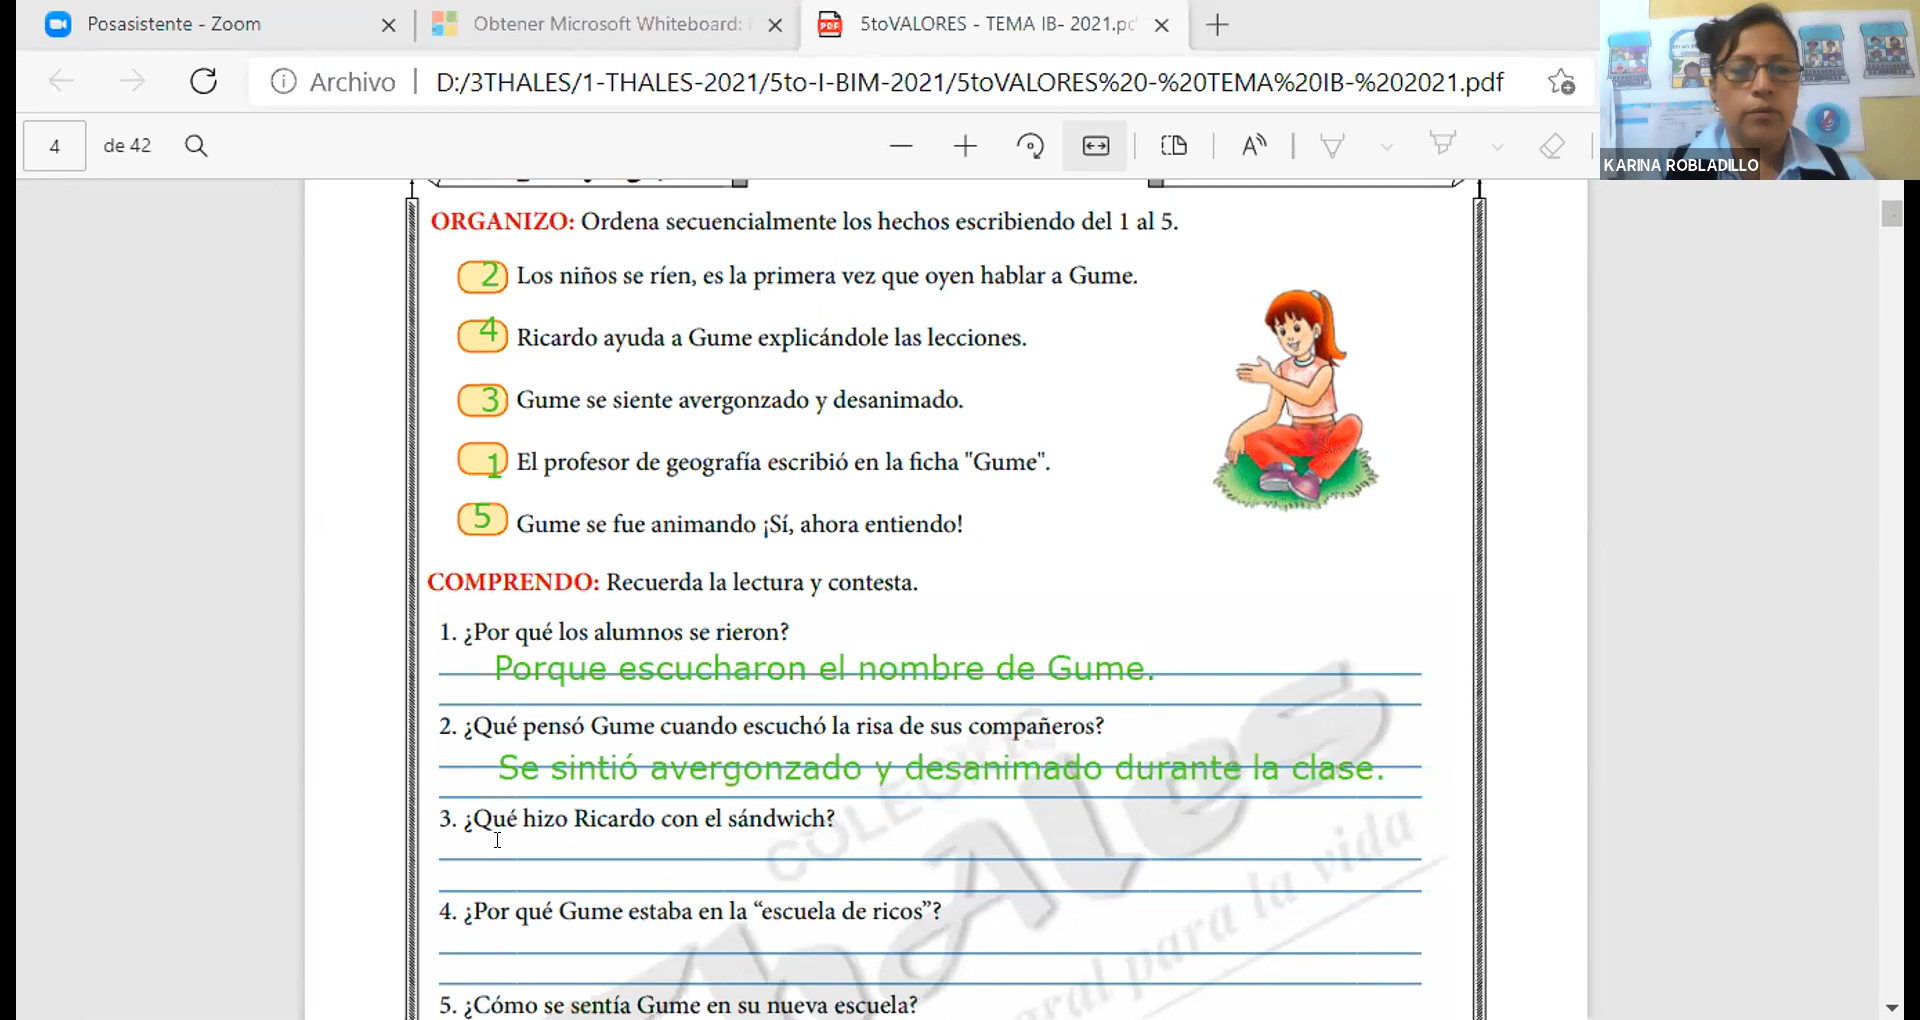 Posasistente - Zoom
Obtener Microsoft Whiteboard:
PDF
5toVALORES - TEMA IB- 2021.pd
Archivo
D:/3THALES/1-THALES-2021/5to-I-BIM-2021/5toVALORES%20-%20TEMA%20IB-%202021.pdf
4 de 42
KARINA ROBLADILLO
ORGANIZO: Ordena secuencialmente los hechos escribiendo del 1 al 5.
2 Los niños se ríen, es la primera vez que oyen hablar a Gume.
4 Ricardo ayuda a Gume explicándole las lecciones.
3 Gume se siente avergonzado y desanimado.
1 El profesor de geografía escribió en la ficha "Gume".
5 Gume se fue animando ¡Sí, ahora entiendo!
COMPRENDO: Recuerda la lectura y contesta.
1. ¿Por qué los alumnos se rieron?
Porque escucharon el nombre de Gume.
2. ¿Qué pensó Gume cuando escuchó la risa de sus compañeros?
Se sintió avergonzado y desanimado durante la clase.
3. ¿Qué hizo Ricardo con el sándwich?
4. ¿Por qué Gume estaba en la “escuela de ricos”?
5. ¿Cómo se sentía Gume en su nueva escuela?
para la vida